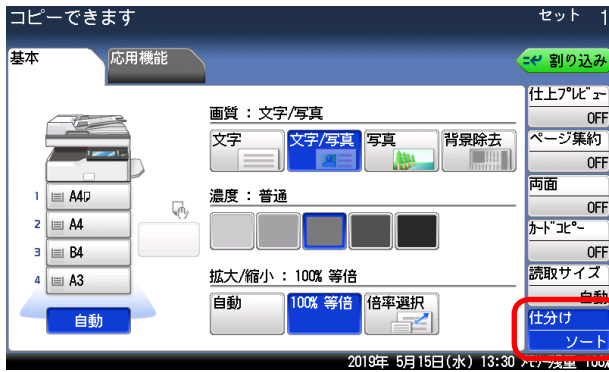 コピーできます
セット 1
基本
応用機能
割り込み
画質 : 文字/写真
文字
文字/写真
写真
背景除去
濃度 : 普通
拡大/縮小 : 100% 等倍
自動
100% 等倍
倍率選択
1 A4
2 A4
3 B4
4 A3
自動
仕上プレビュー
OFF
ページ集約
OFF
両面
OFF
カードコピー
OFF
読取サイズ
自動
仕分け
ソート
2019年 5月15日(水) 13:30 メモリ残量 100%